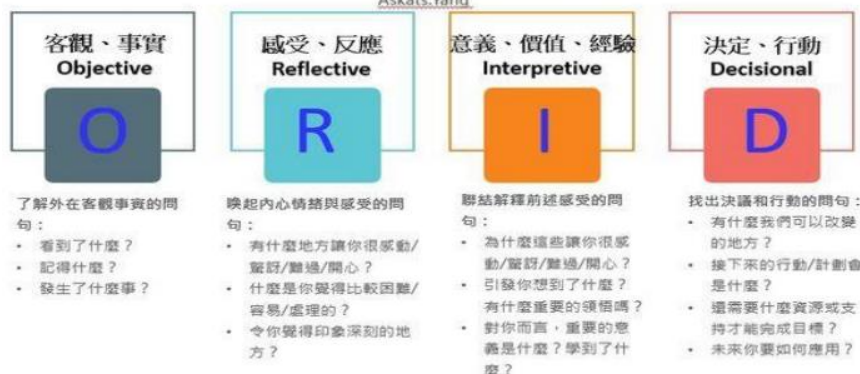 Askats.Yang
客觀、事實
Objective
O
了解外在客觀事實的問
句：
• 看到了什麼？
• 記得什麼？
• 發生了什麼事？
感受、反應
Reflective
R
喚起內心情緒與感受的問
句：
• 有什麼地方讓你很感動/
驚訝/難過/開心？
• 什麼是你覺得比較困難/
容易/處理的？
• 令你覺得印象深刻的地
方？
意義、價值、經驗
Interpretive
I
聯結解釋前述感受的問
句：
• 為什麼這些讓你很感
動/驚訝/難過/開心？
• 引發你想到了什麼？
有什麼重要的領悟嗎？
• 對你而言，重要的意
義是什麼？學到了什
麼？
決定、行動
Decisional
D
找出決議和行動的問句：
• 有什麼我們可以改變
的地方？
• 接下來的行動/計劃會
是什麼？
• 還需要什麼資源或支
持才能完成目標？
• 未來你要如何應用？